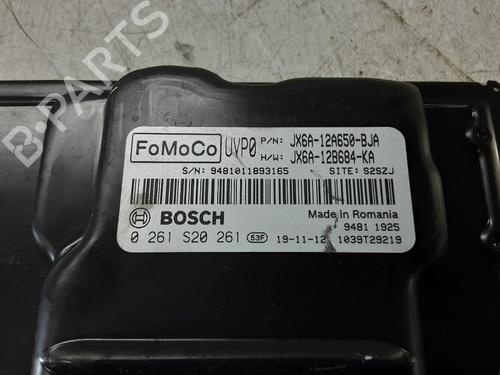 B-PARTS
FoMoCo UVP0 P/N: JX6A-12A650-BJA
H/W: JX6A-12B684-KA
S/N: 9481011893165 SITE: S2SZJ
BOSCH Made in Romania
9481 1925
0 261 S20 261 53F 19-11-12 1039T29219